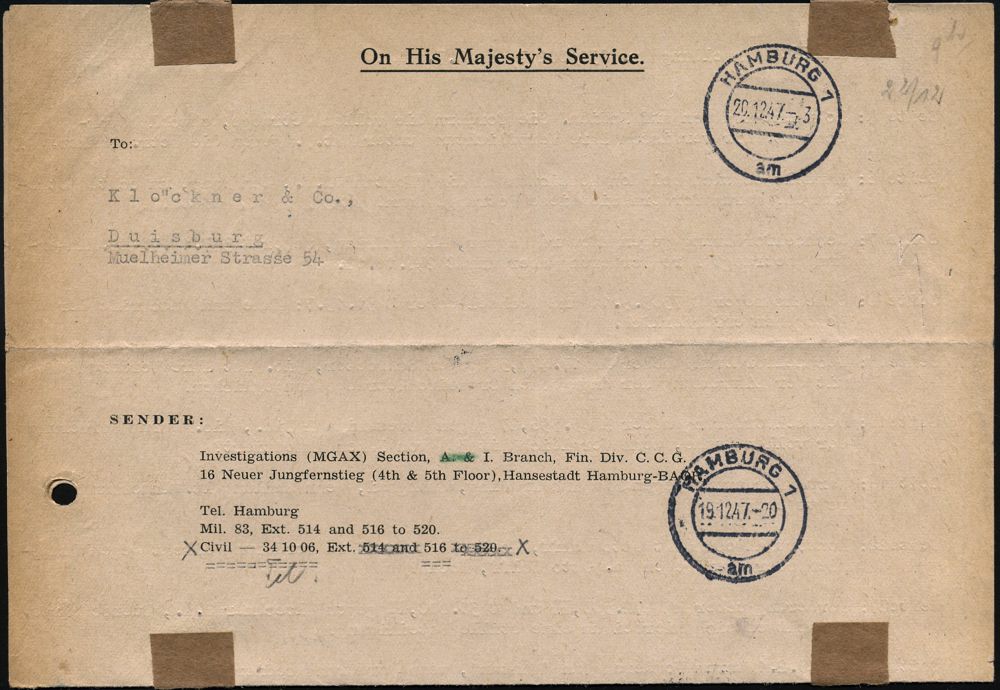 On His Majesty's Service.
HAMBURG 1
20.12.47.-3
am
22/12
To:
Klo"ckner & Co.,
Duisburg
Muelheimer Strasse 54
SENDER:
Investigations (MGAX) Section, A. & I. Branch, Fin. Div. C. C. G.
16 Neuer Jungfernstieg (4th & 5th Floor), Hansestadt Hamburg-BAOR
Tel. Hamburg
Mil. 83, Ext. 514 and 516 to 520.
X Civil — 34 10 06, Ext. 514 and 516 to 520. X
HAMBURG 1
19.12.47.-20
am